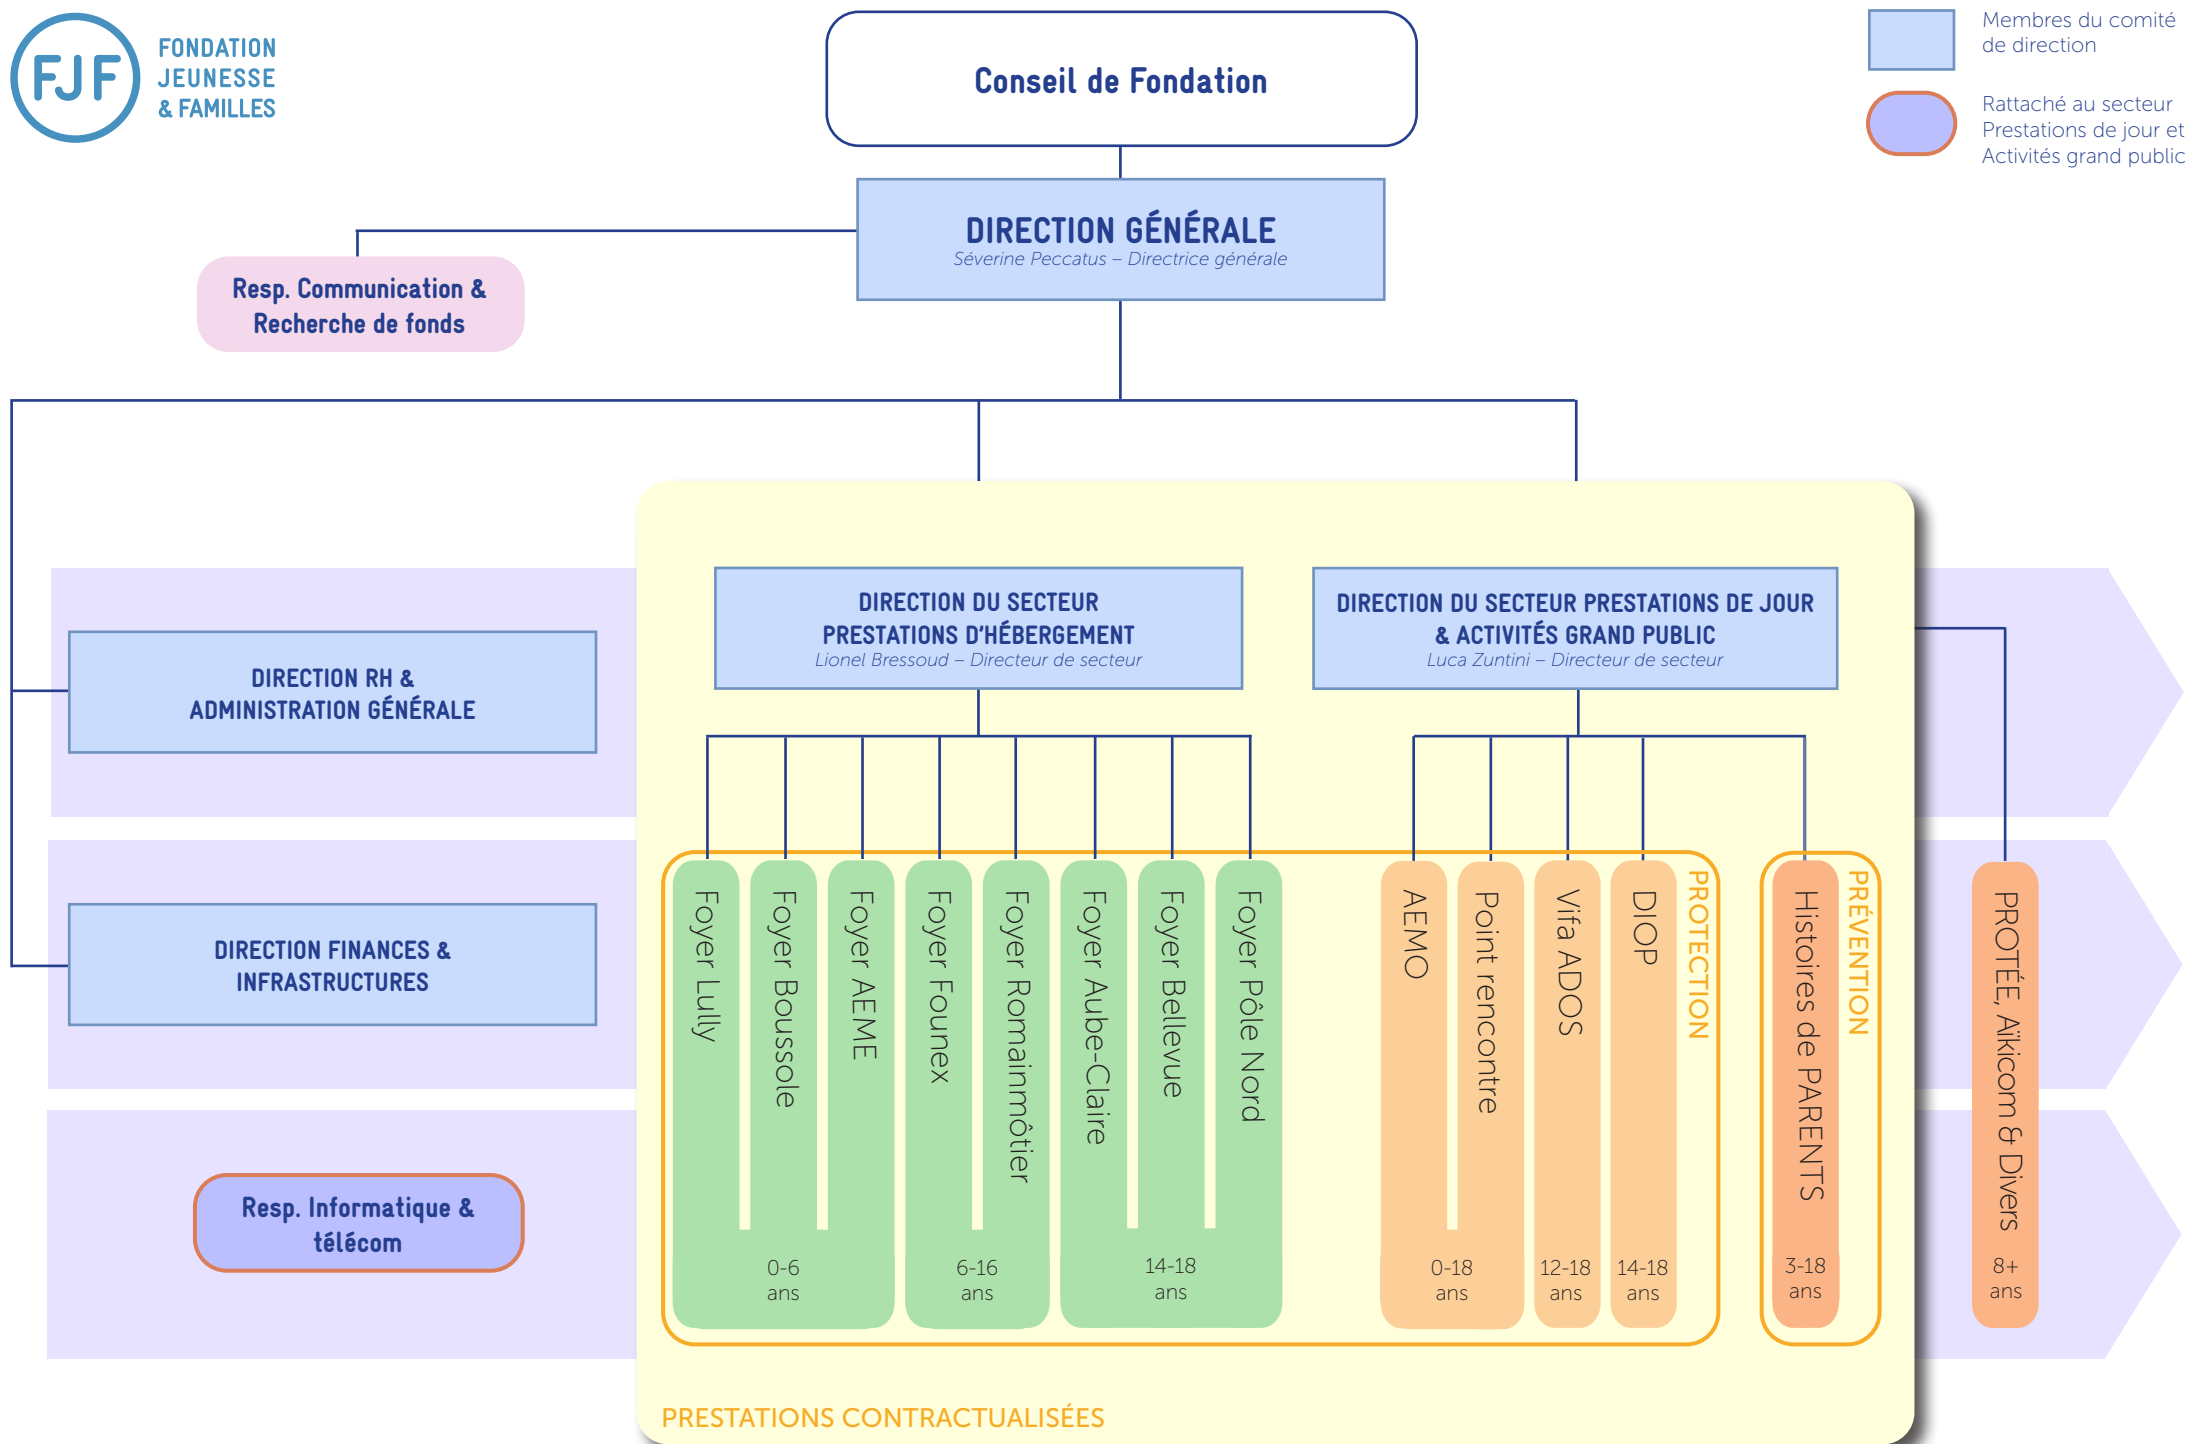 FJF
FONDATION
JEUNESSE
& FAMILLES
Conseil de Fondation
Membres du comité
de direction
Rattaché au secteur
Prestations de jour et
Activités grand public
DIRECTION GÉNÉRALE
Séverine Peccatus – Directrice générale
Resp. Communication &
Recherche de fonds
DIRECTION DU SECTEUR
PRESTATIONS D'HÉBERGEMENT
Lionel Bressoud – Directeur de secteur
DIRECTION DU SECTEUR PRESTATIONS DE JOUR
& ACTIVITÉS GRAND PUBLIC
Luca Zuntini – Directeur de secteur
DIRECTION RH &
ADMINISTRATION GÉNÉRALE
DIRECTION FINANCES &
INFRASTRUCTURES
Resp. Informatique &
télécom
Foyer Lully
Foyer Boussole
Foyer AEME
0-6
ans
Foyer Founex
Foyer Romainmôtier
6-16
ans
Foyer Aube-Claire
Foyer Bellevue
Foyer Pôle Nord
14-18
ans
AEMO
Point rencontre
0-18
ans
Vifa ADOS
12-18
ans
DIOP
14-18
ans
PROTECTION
Histoires de PARENTS
3-18
ans
PRÉVENTION
PROTÉE, Aïkicom & Divers
8+
ans
PRESTATIONS CONTRACTUALISÉES